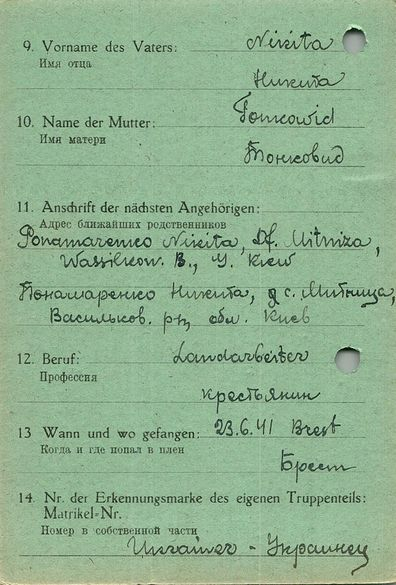 9. Vorname des Vaters: Nikita
Имя отца
Никита
10. Name der Mutter: Tonkowid
Имя матери
Тонковид
11. Anschrift der nächsten Angehörigen:
Адрес ближайших родственников
Ponamarenko Nikita, Df. Mitniza,
Wassilkow. B., G. Kiew
Понамаренко Никита, д с. Митница,
Васильков. р-н, обл. Киев
12. Beruf: Landarbeiter
Профессия
крестьянин
13 Wann und wo gefangen: 23.6.41 Brest
Когда и где попал в плен
Брест
14. Nr. der Erkennungsmarke des eigenen Truppenteils:
Matrikel-Nr.
Номер в собственной части
Ukrainer - Украинец